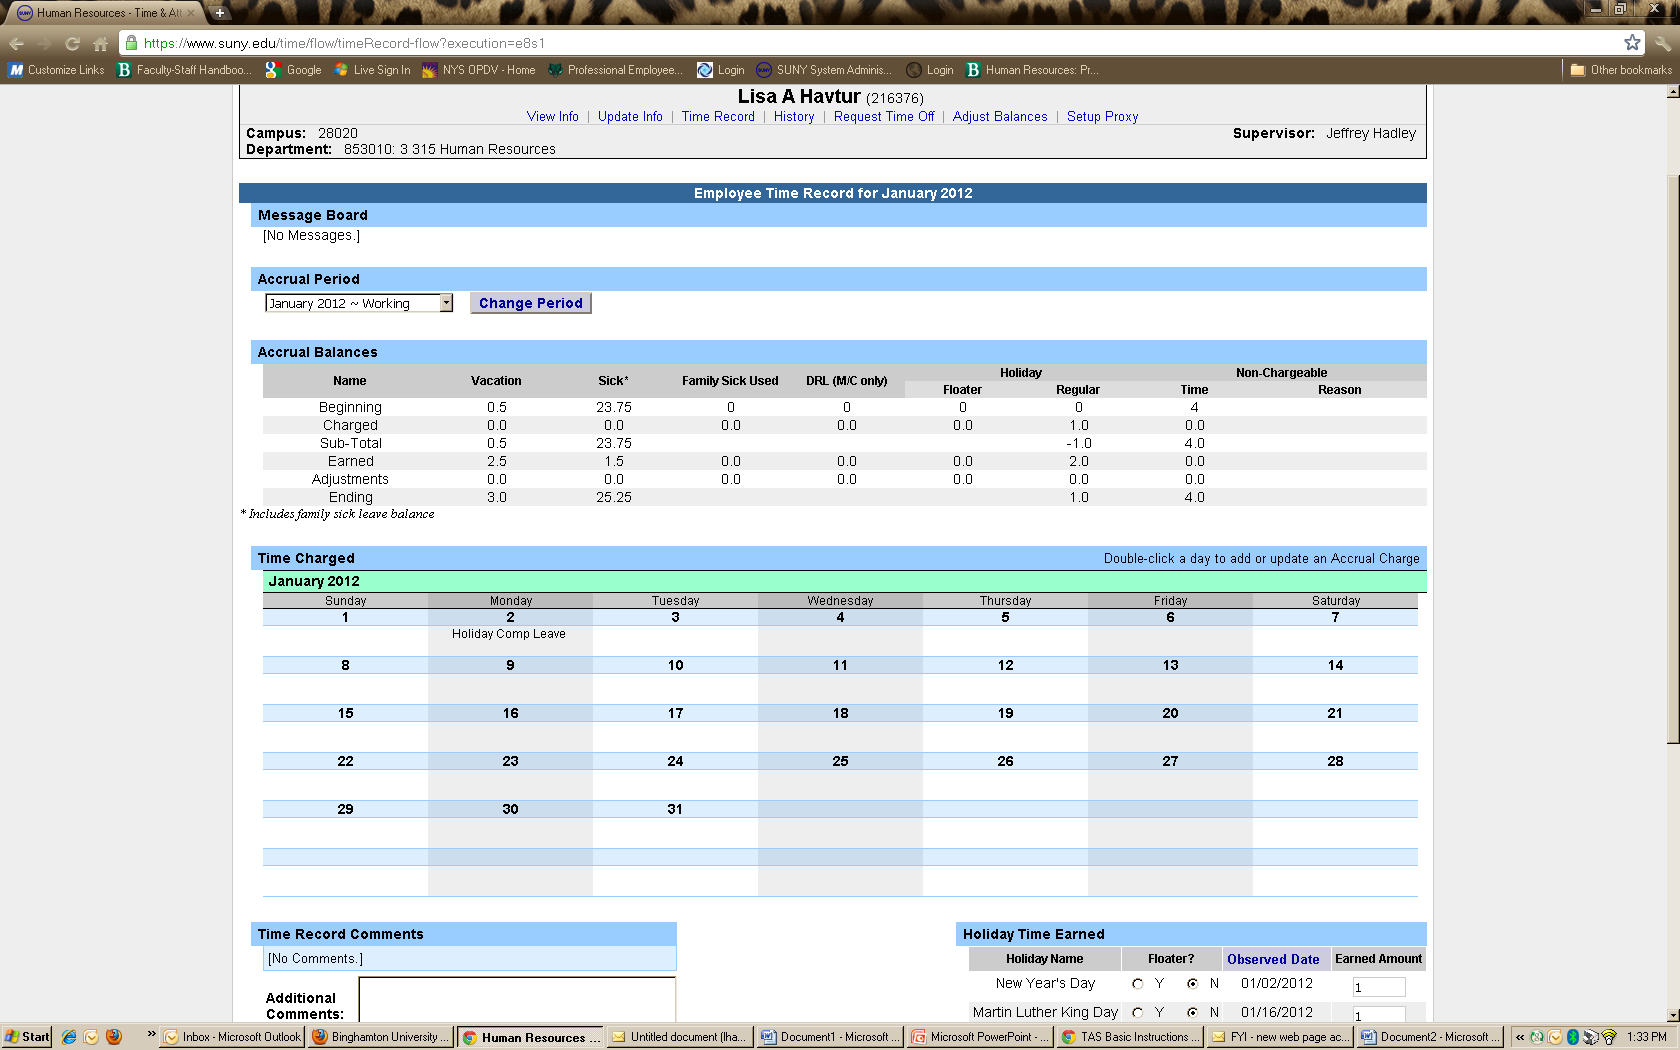 Human Resources - Time & Att
https://www.suny.edu/time/flow/timeRecord-flow?execution=e8s1
Customize Links Faculty-Staff Handboo... Google Live Sign In NYS OPDV - Home Professional Employee... Login SUNY System Adminis... Login Human Resources: Pr... Other bookmarks
Lisa A Havtur (216376)
View Info | Update Info | Time Record | History | Request Time Off | Adjust Balances | Setup Proxy
Campus: 28020 Supervisor: Jeffrey Hadley
Department: 853010: 3 315 Human Resources
Employee Time Record for January 2012
Message Board
[No Messages.]
Accrual Period
January 2012 ~ Working Change Period
Accrual Balances
Name Vacation Sick* Family Sick Used DRL (M/C only) Holiday Non-Chargeable
Floater Regular Time Reason
Beginning 0.5 23.75 0 0 0 0 4
Charged 0.0 0.0 0.0 0.0 0.0 1.0 0.0
Sub-Total 0.5 23.75 -1.0 4.0
Earned 2.5 1.5 0.0 0.0 0.0 2.0 0.0
Adjustments 0.0 0.0 0.0 0.0 0.0 0.0 0.0
Ending 3.0 25.25 1.0 4.0
* Includes family sick leave balance
Time Charged Double-click a day to add or update an Accrual Charge
January 2012
Sunday Monday Tuesday Wednesday Thursday Friday Saturday
1 2 3 4 5 6 7
Holiday Comp Leave
8 9 10 11 12 13 14
15 16 17 18 19 20 21
22 23 24 25 26 27 28
29 30 31
Time Record Comments Holiday Time Earned
[No Comments.] Holiday Name Floater? Observed Date Earned Amount
New Year's Day Y N 01/02/2012 1
Additional Comments: Martin Luther King Day Y N 01/16/2012 1
Start » Inbox - Microsoft Outlook Binghamton University ... Human Resources ... Untitled document (lha... Document1 - Microsoft ... Microsoft PowerPoint - ... TAS Basic Instructions ... FYI - new web page ac... Document2 - Microsoft ... « 1:33 PM